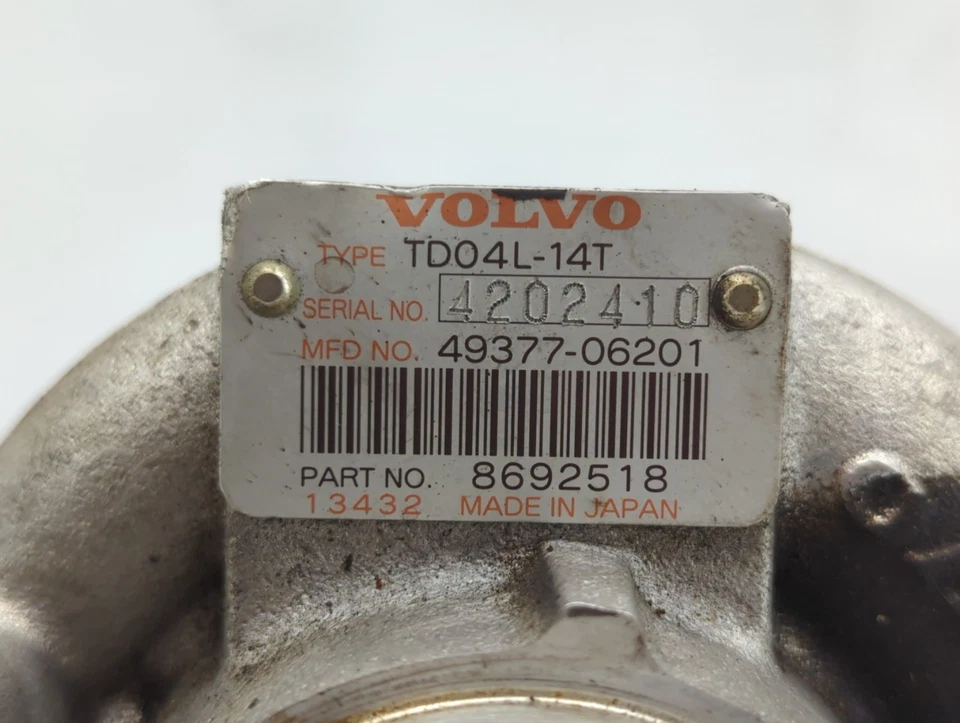 VOLVO
TYPE TD04L-14T
SERIAL NO. 4202410
MFD NO. 49377-06201
PART NO. 8692518
13432 MADE IN JAPAN